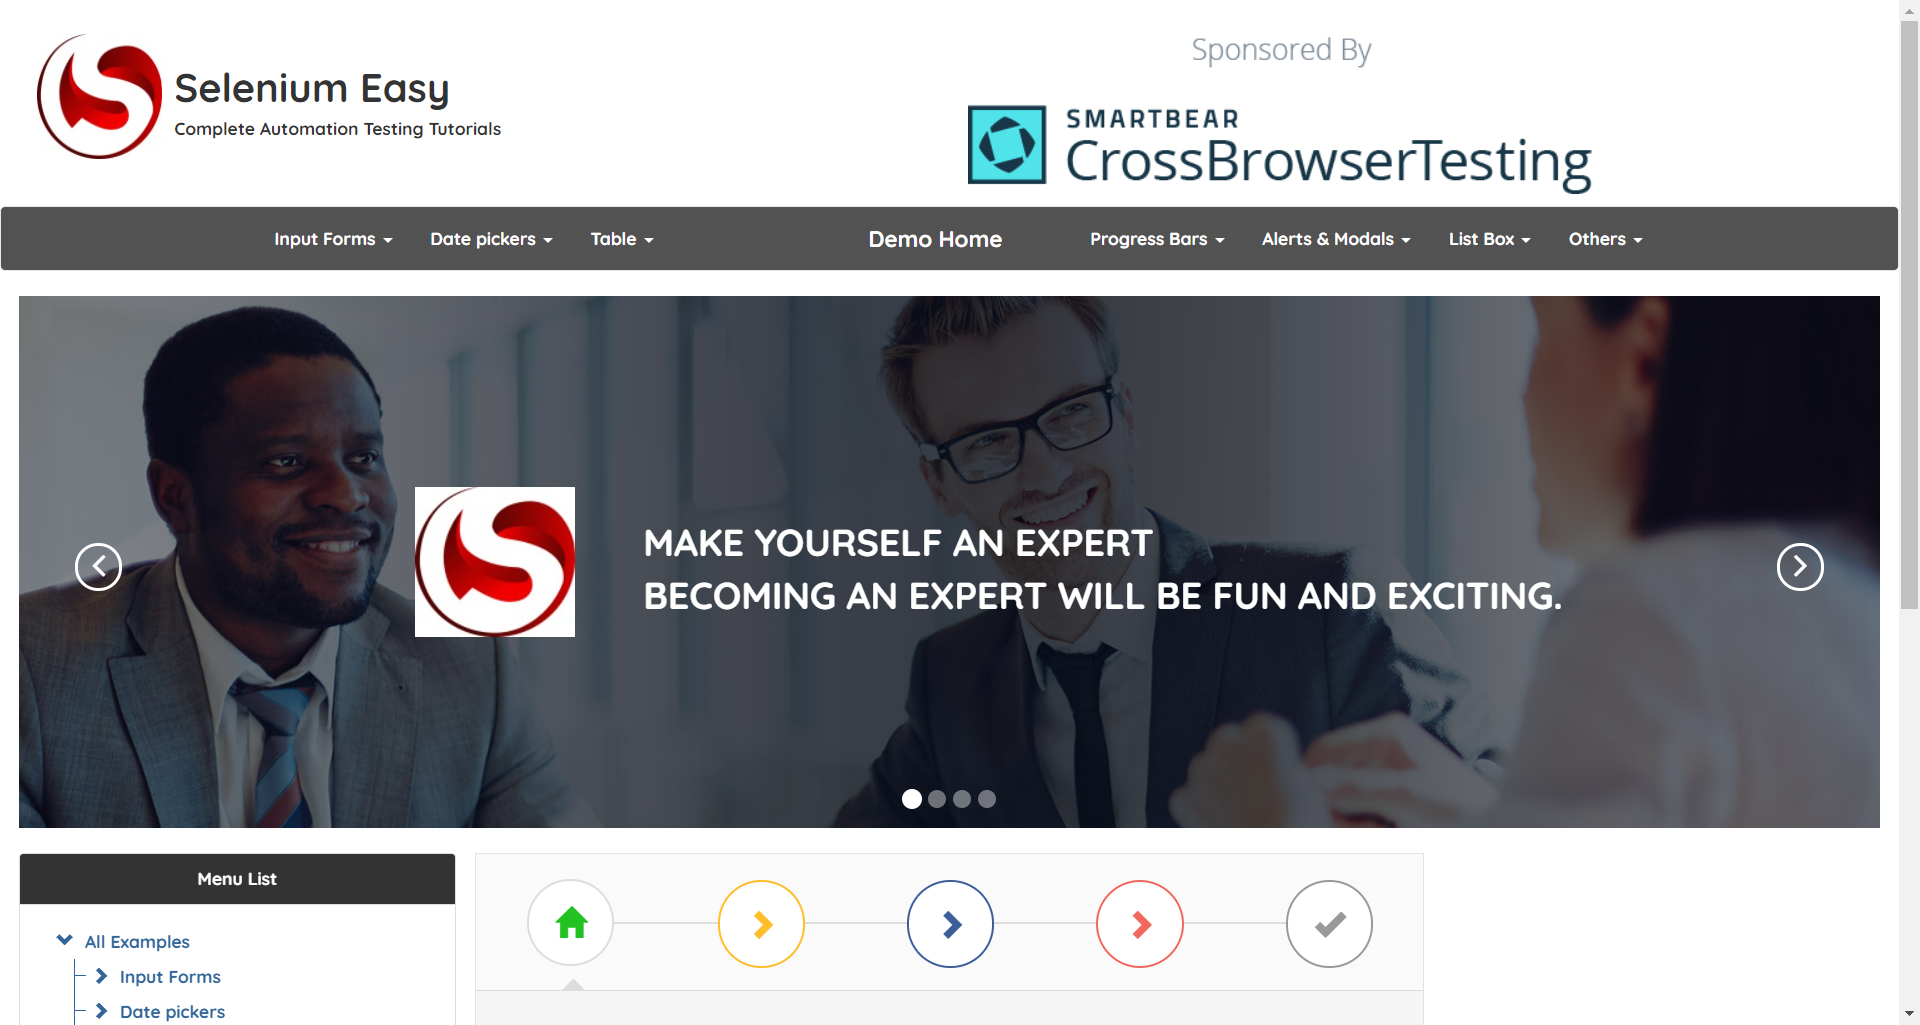 Selenium Easy
Complete Automation Testing Tutorials
Sponsored By
SMARTBEAR
CrossBrowserTesting
Input Forms
Date pickers
Table
Demo Home
Progress Bars
Alerts & Modals
List Box
Others
MAKE YOURSELF AN EXPERT
BECOMING AN EXPERT WILL BE FUN AND EXCITING.
Menu List
All Examples
Input Forms
Date pickers